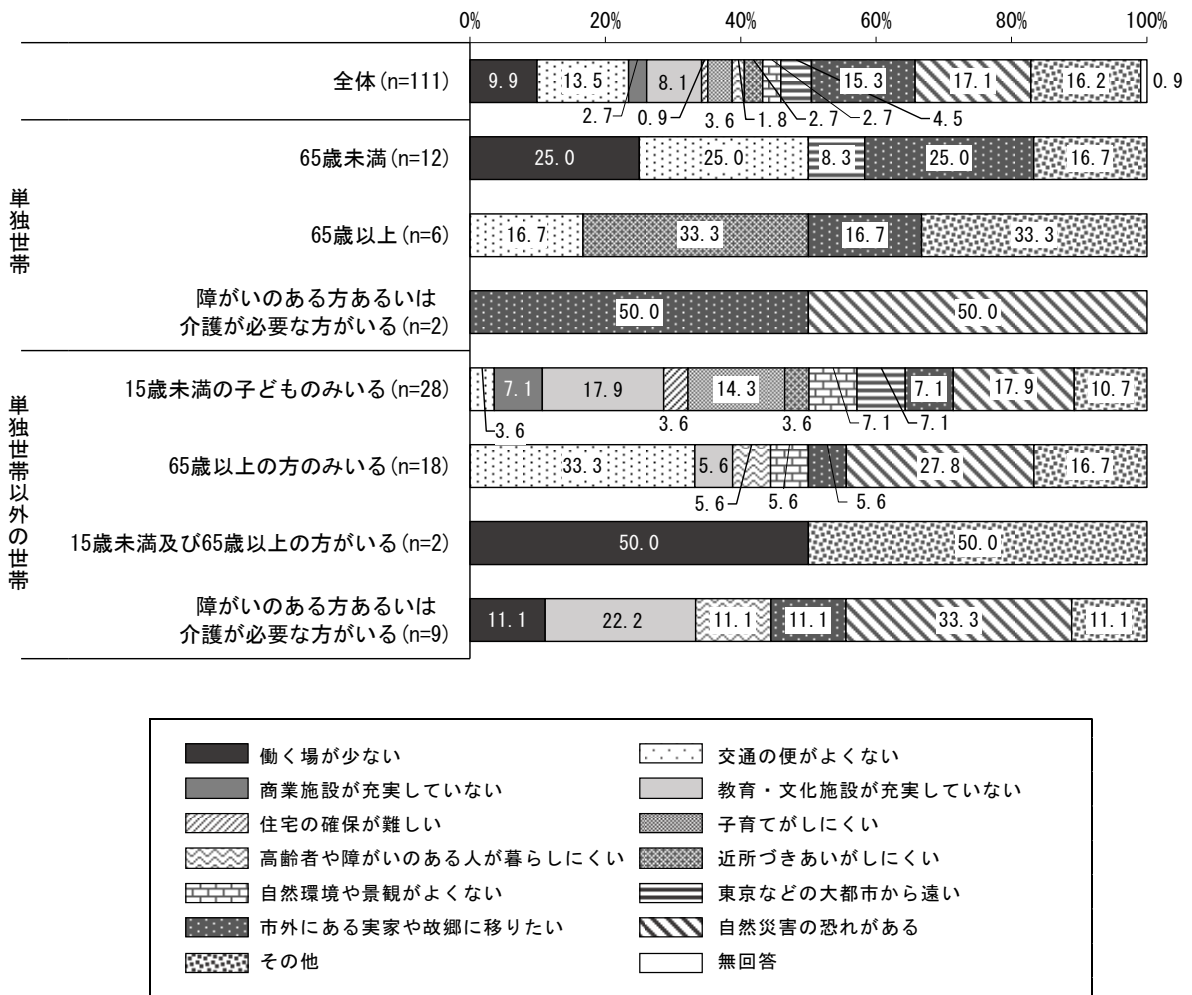 0% 20% 40% 60% 80% 100%
全体(n=111)
9.9 13.5 8.1 15.3 17.1 16.2 0.9
2.7 0.9 3.6 1.8 2.7 2.7 4.5
単独世帯
65歳未満(n=12)
25.0 25.0 8.3 25.0 16.7
65歳以上(n=6)
16.7 33.3 16.7 33.3
障がいのある方あるいは
介護が必要な方がいる(n=2)
50.0 50.0
単独世帯以外の世帯
15歳未満の子どものみいる(n=28)
7.1 17.9 14.3 7.1 17.9 10.7
3.6 3.6 3.6 7.1 7.1
65歳以上の方のみいる(n=18)
33.3 5.6 27.8 16.7
5.6 5.6 5.6
15歳未満及び65歳以上の方がいる(n=2)
50.0 50.0
障がいのある方あるいは
介護が必要な方がいる(n=9)
11.1 22.2 11.1 11.1 33.3 11.1
働く場が少ない 交通の便がよくない
商業施設が充実していない 教育・文化施設が充実していない
住宅の確保が難しい 子育てがしにくい
高齢者や障がいのある人が暮らしにくい 近所づきあいがしにくい
自然環境や景観がよくない 東京などの大都市から遠い
市外にある実家や故郷に移りたい 自然災害の恐れがある
その他 無回答